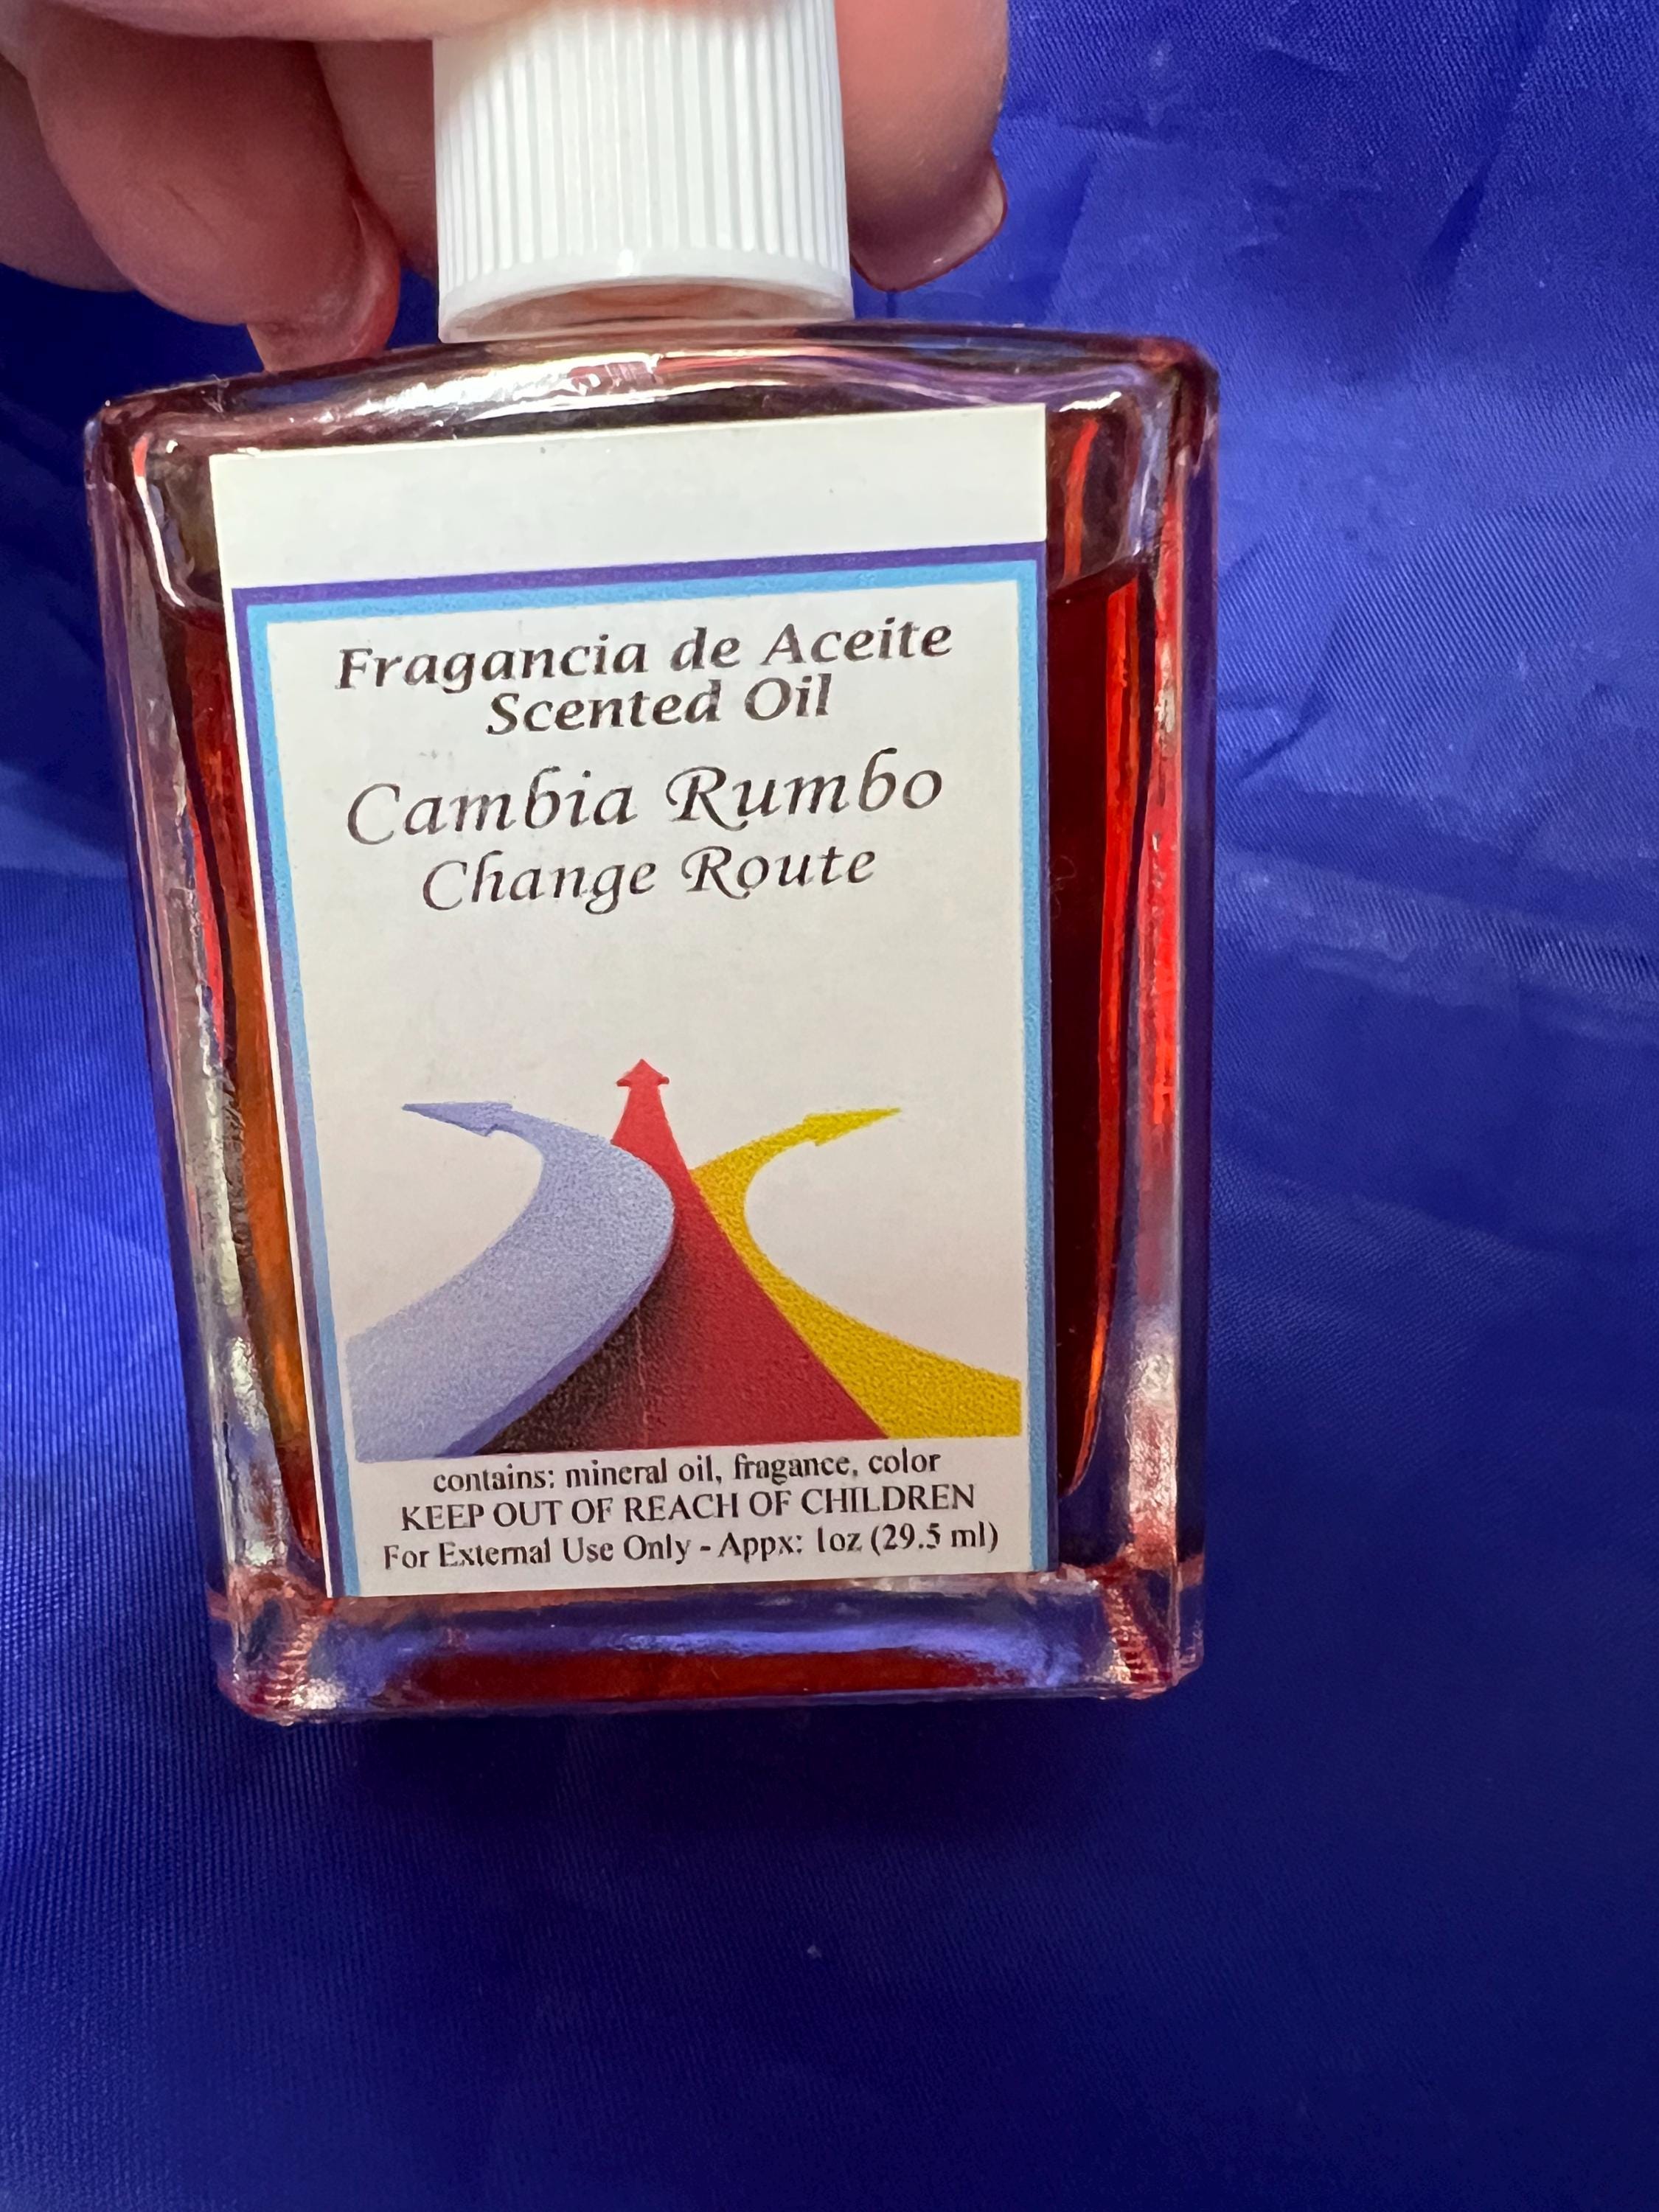 Fragancia de Aceite
Scented Oil
Cambia Rumbo
Change Route
contains: mineral oil, fragance, color
KEEP OUT OF REACH OF CHILDREN
For External Use Only - Appx: 1oz (29.5 ml)